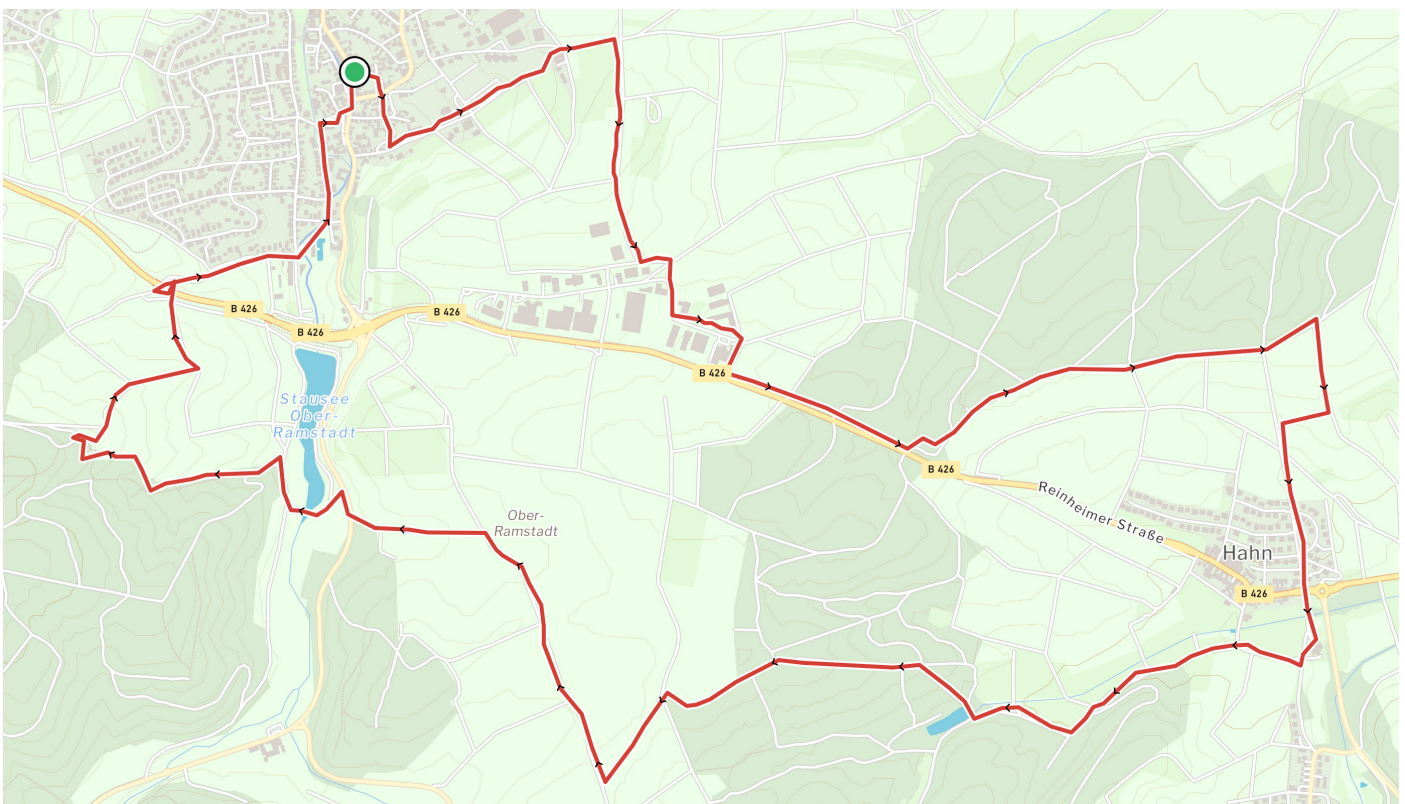 B 426
B 426
B 426
B 426
Stausee
Ober-
Ramstadt
B 426
Reinheimer Straße
Ober-
Ramstadt
Hahn
B 426